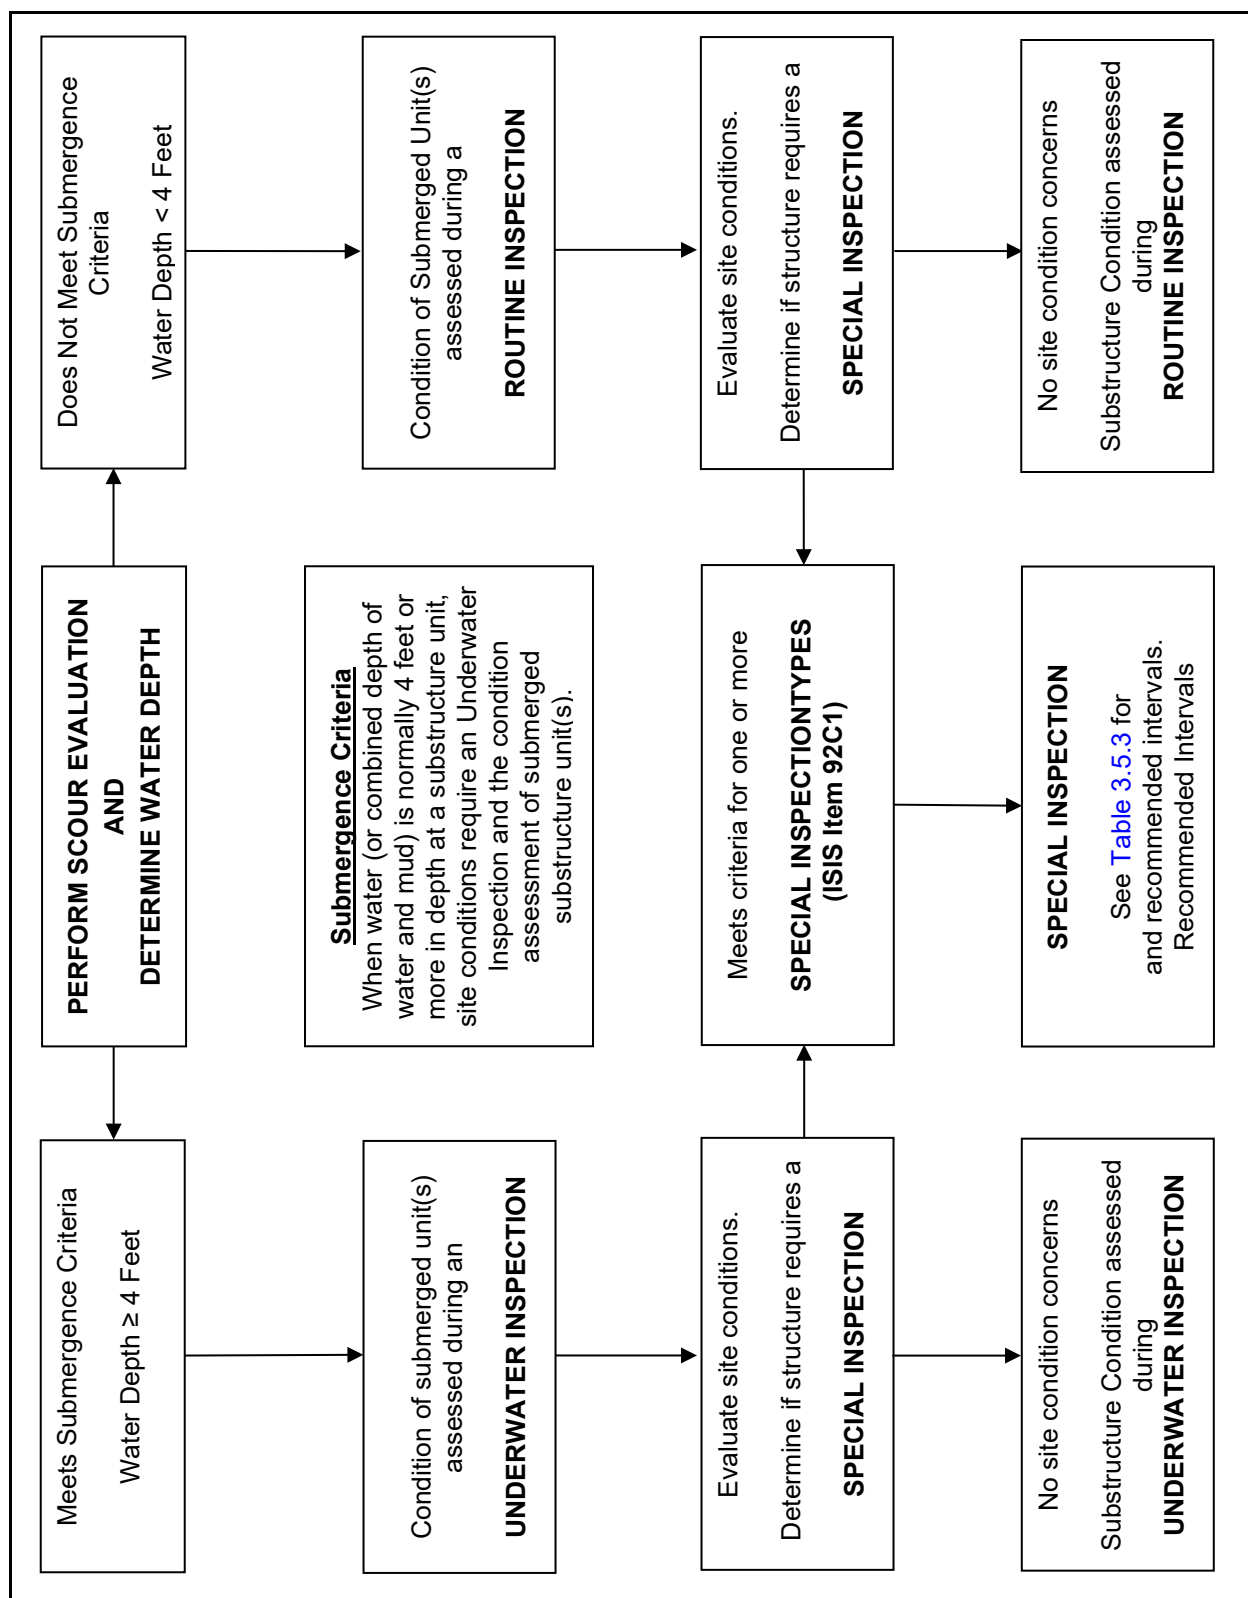 Meets Submergence Criteria
Water Depth ≥ 4 Feet
PERFORM SCOUR EVALUATION
AND
DETERMINE WATER DEPTH
Does Not Meet Submergence
Criteria
Water Depth < 4 Feet
Condition of submerged unit(s)
assessed during an
UNDERWATER INSPECTION
Submergence Criteria
When water (or combined depth of
water and mud) is normally 4 feet or
more in depth at a substructure unit,
site conditions require an Underwater
Inspection and the condition
assessment of submerged
substructure unit(s).
Condition of Submerged Unit(s)
assessed during a
ROUTINE INSPECTION
Evaluate site conditions.
Determine if structure requires a
SPECIAL INSPECTION
Meets criteria for one or more
SPECIAL INSPECTIONTYPES
(ISIS Item 92C1)
Evaluate site conditions.
Determine if structure requires a
SPECIAL INSPECTION
No site condition concerns
Substructure Condition assessed
during
UNDERWATER INSPECTION
SPECIAL INSPECTION
See Table 3.5.3 for
and recommended intervals.
Recommended Intervals
No site condition concerns
Substructure Condition assessed
during
ROUTINE INSPECTION